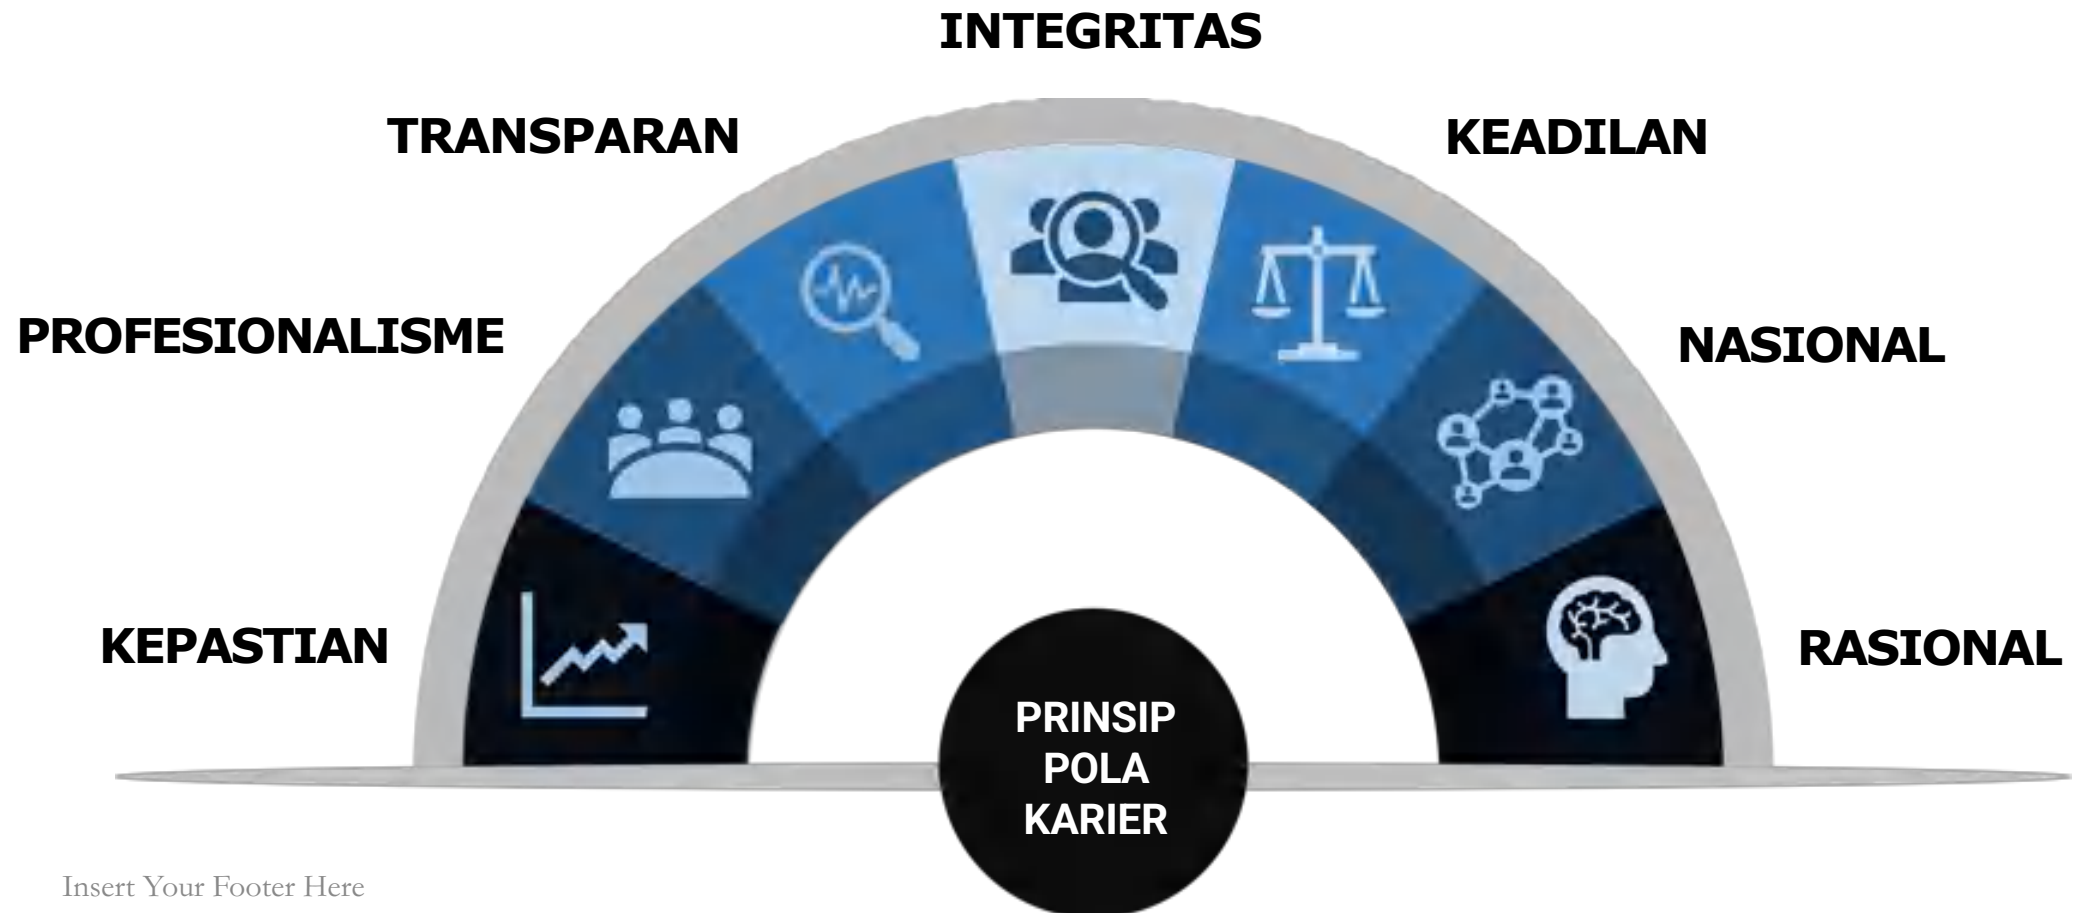 INTEGRITAS
TRANSPARAN
KEADILAN
PROFESIONALISME
NASIONAL
KEPASTIAN
RASIONAL
PRINSIP
POLA
KARIER
Insert Your Footer Here